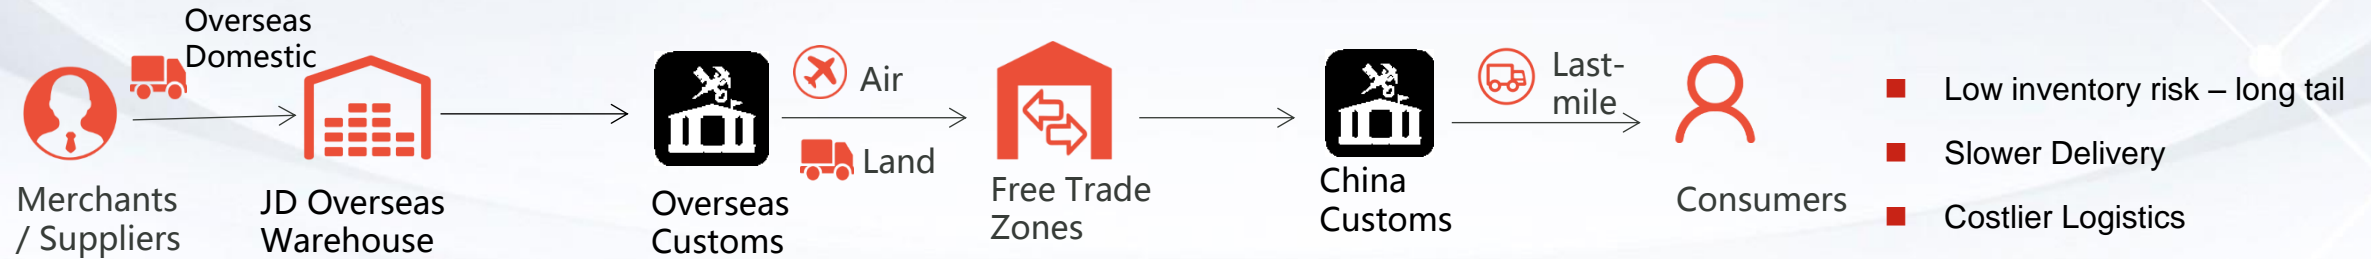 Overseas
Domestic
Merchants
/ Suppliers
JD Overseas
Warehouse
Overseas
Customs
Air
Land
Free Trade
Zones
China
Customs
Last-
mile
Consumers
Low inventory risk – long tail
Slower Delivery
Costlier Logistics